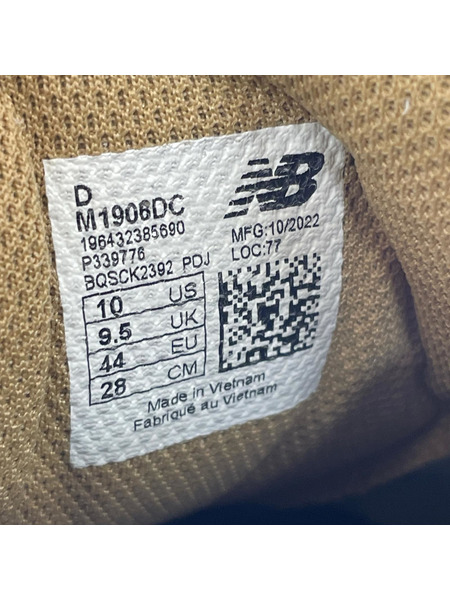 D
M1906DC
196432385690
P339776
BQSCK2392 PDJ
10 US
9.5 UK
44 EU
28 CM
NB
MFG:10/2022
LOC:77
Made in Vietnam
Fabriqué au Vietnam